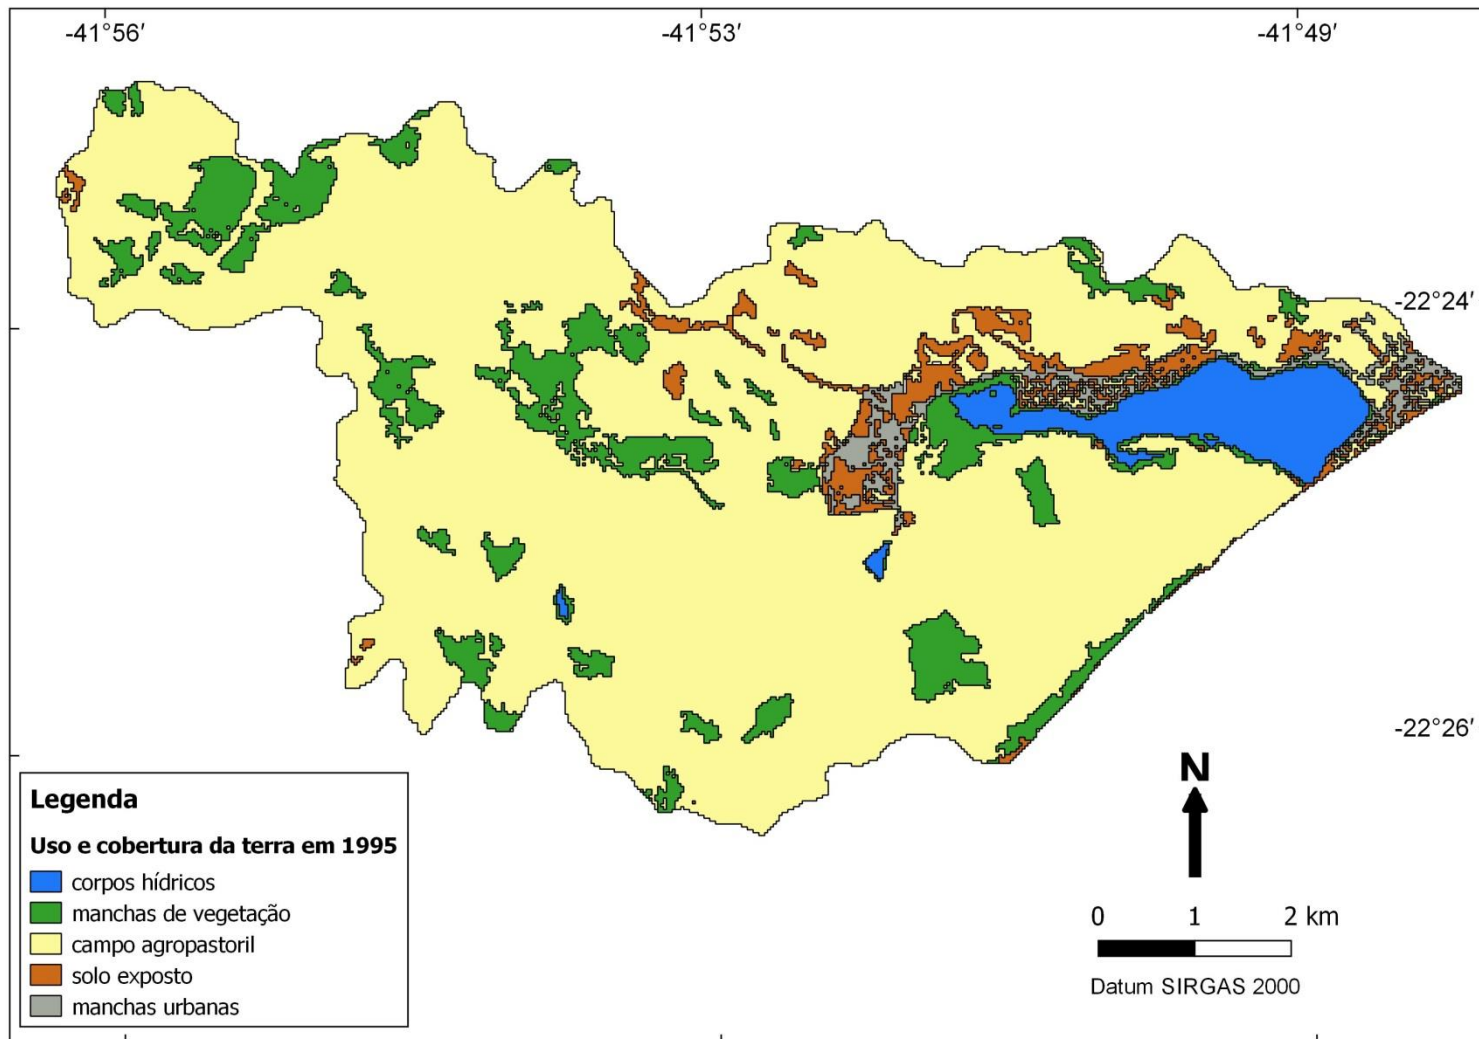 -41°56′
-41°53′
-41°49′
-22°24′
-22°26′
N
0 1 2 km
Datum SIRGAS 2000
Legenda
Uso e cobertura da terra em 1995
corpos hídricos
manchas de vegetação
campo agropastoril
solo exposto
manchas urbanas